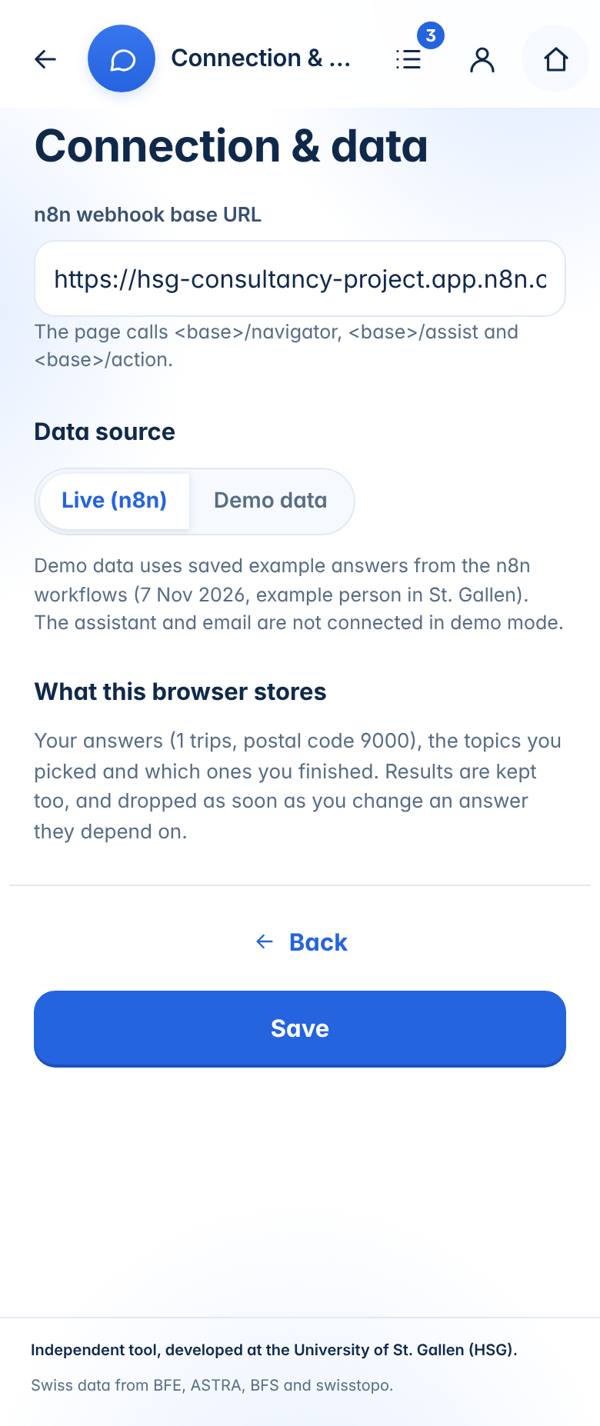 Connection & ...
3
Connection & data
n8n webhook base URL
https://hsg-consultancy-project.app.n8n.c
The page calls <base>/navigator, <base>/assist and
<base>/action.
Data source
Live (n8n)
Demo data
Demo data uses saved example answers from the n8n
workflows (7 Nov 2026, example person in St. Gallen).
The assistant and email are not connected in demo mode.
What this browser stores
Your answers (1 trips, postal code 9000), the topics you
picked and which ones you finished. Results are kept
too, and dropped as soon as you change an answer
they depend on.
← Back
Save
Independent tool, developed at the University of St. Gallen (HSG).
Swiss data from BFE, ASTRA, BFS and swisstopo.